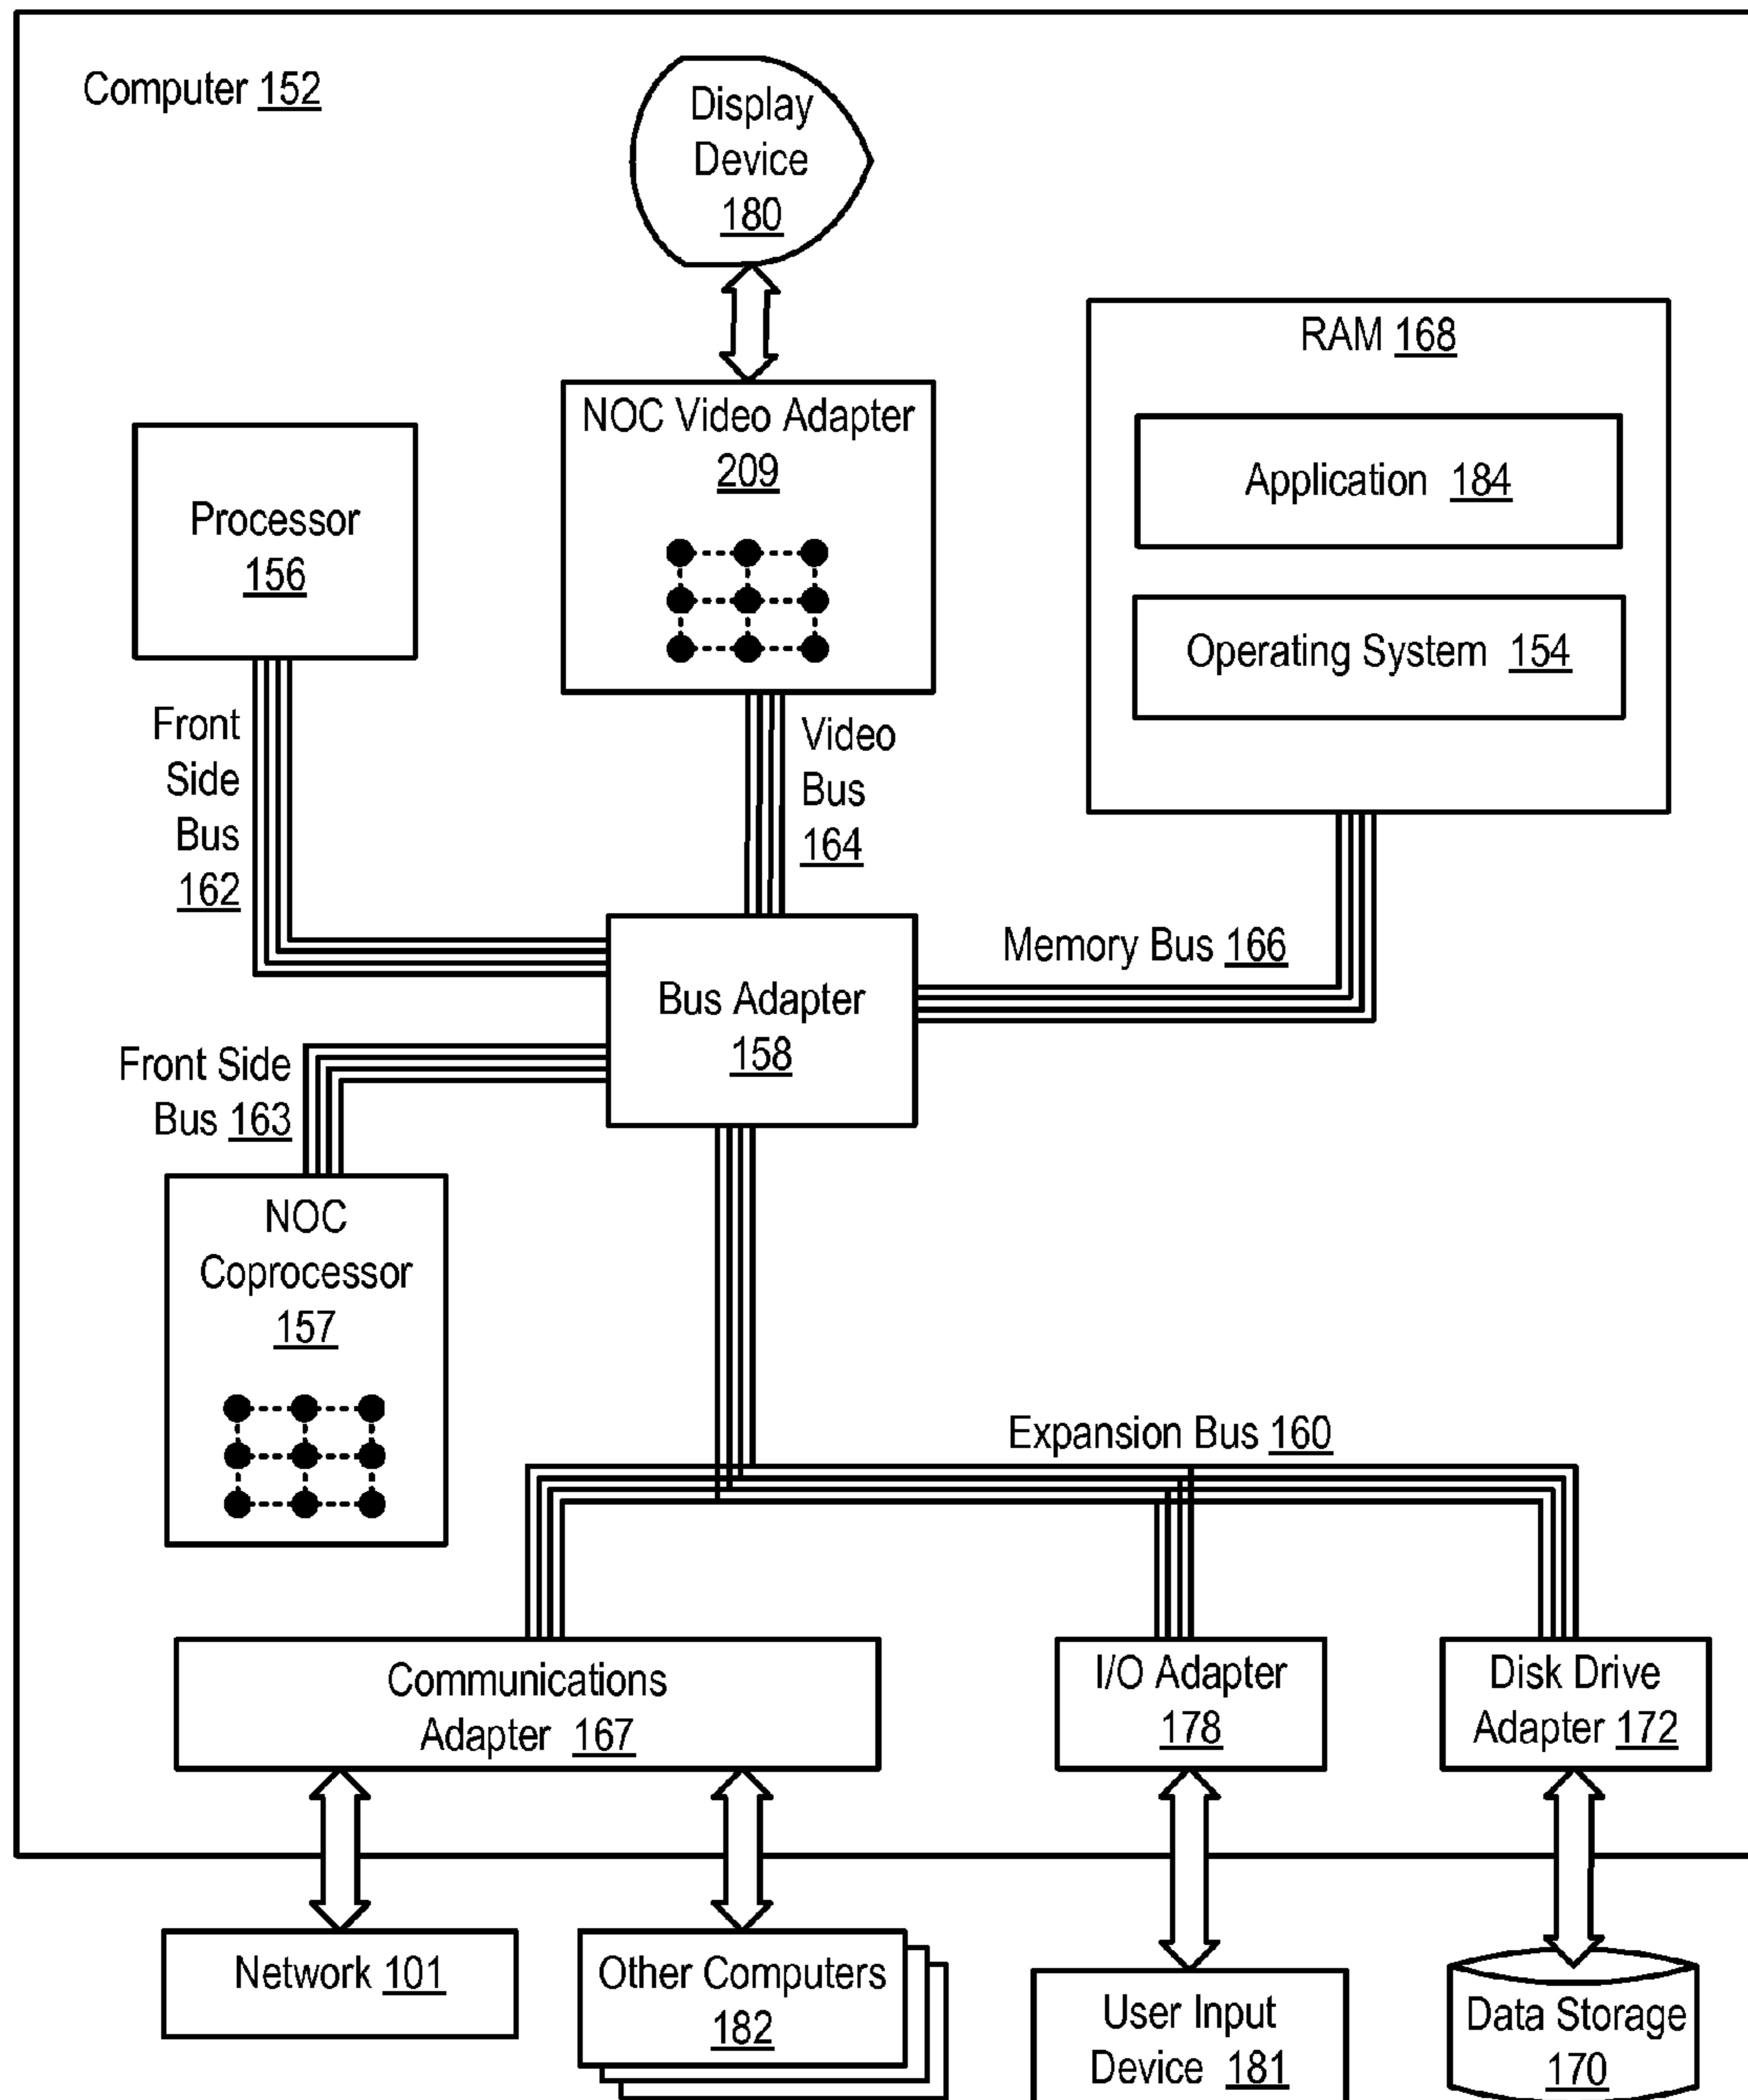 Computer 152
Display
Device
180
RAM 168
NOC Video Adapter
209
Application 184
Processor
156
Operating System 154
Front
Side
Bus
162
Video
Bus
164
Memory Bus 166
Bus Adapter
158
Front Side
Bus 163
NOC
Coprocessor
157
Expansion Bus 160
Communications
Adapter 167
I/O Adapter
178
Disk Drive
Adapter 172
Network 101
Other Computers
182
User Input
Device 181
Data Storage
170